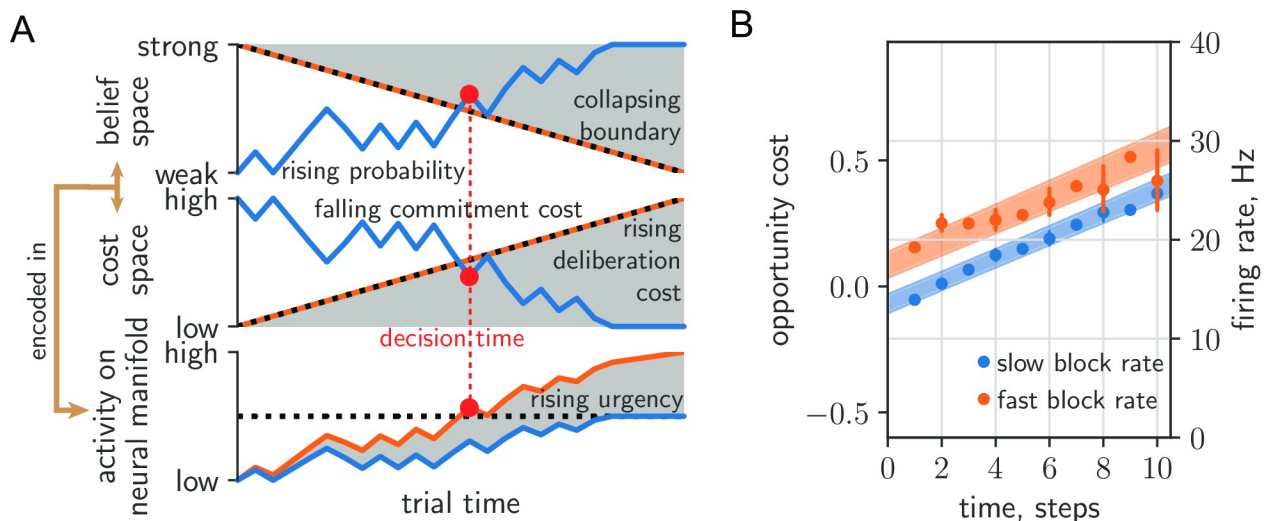 A
strong
belief
space
weak
collapsing
boundary
rising probability
high
falling commitment cost
cost
space
rising
deliberation
cost
low
encoded in
decision time
high
activity on
neural manifold
rising urgency
low
trial time
B
opportunity cost
0.5
0.0
−0.5
40
30
20
10
0
firing rate, Hz
slow block rate
fast block rate
0 2 4 6 8 10
time, steps